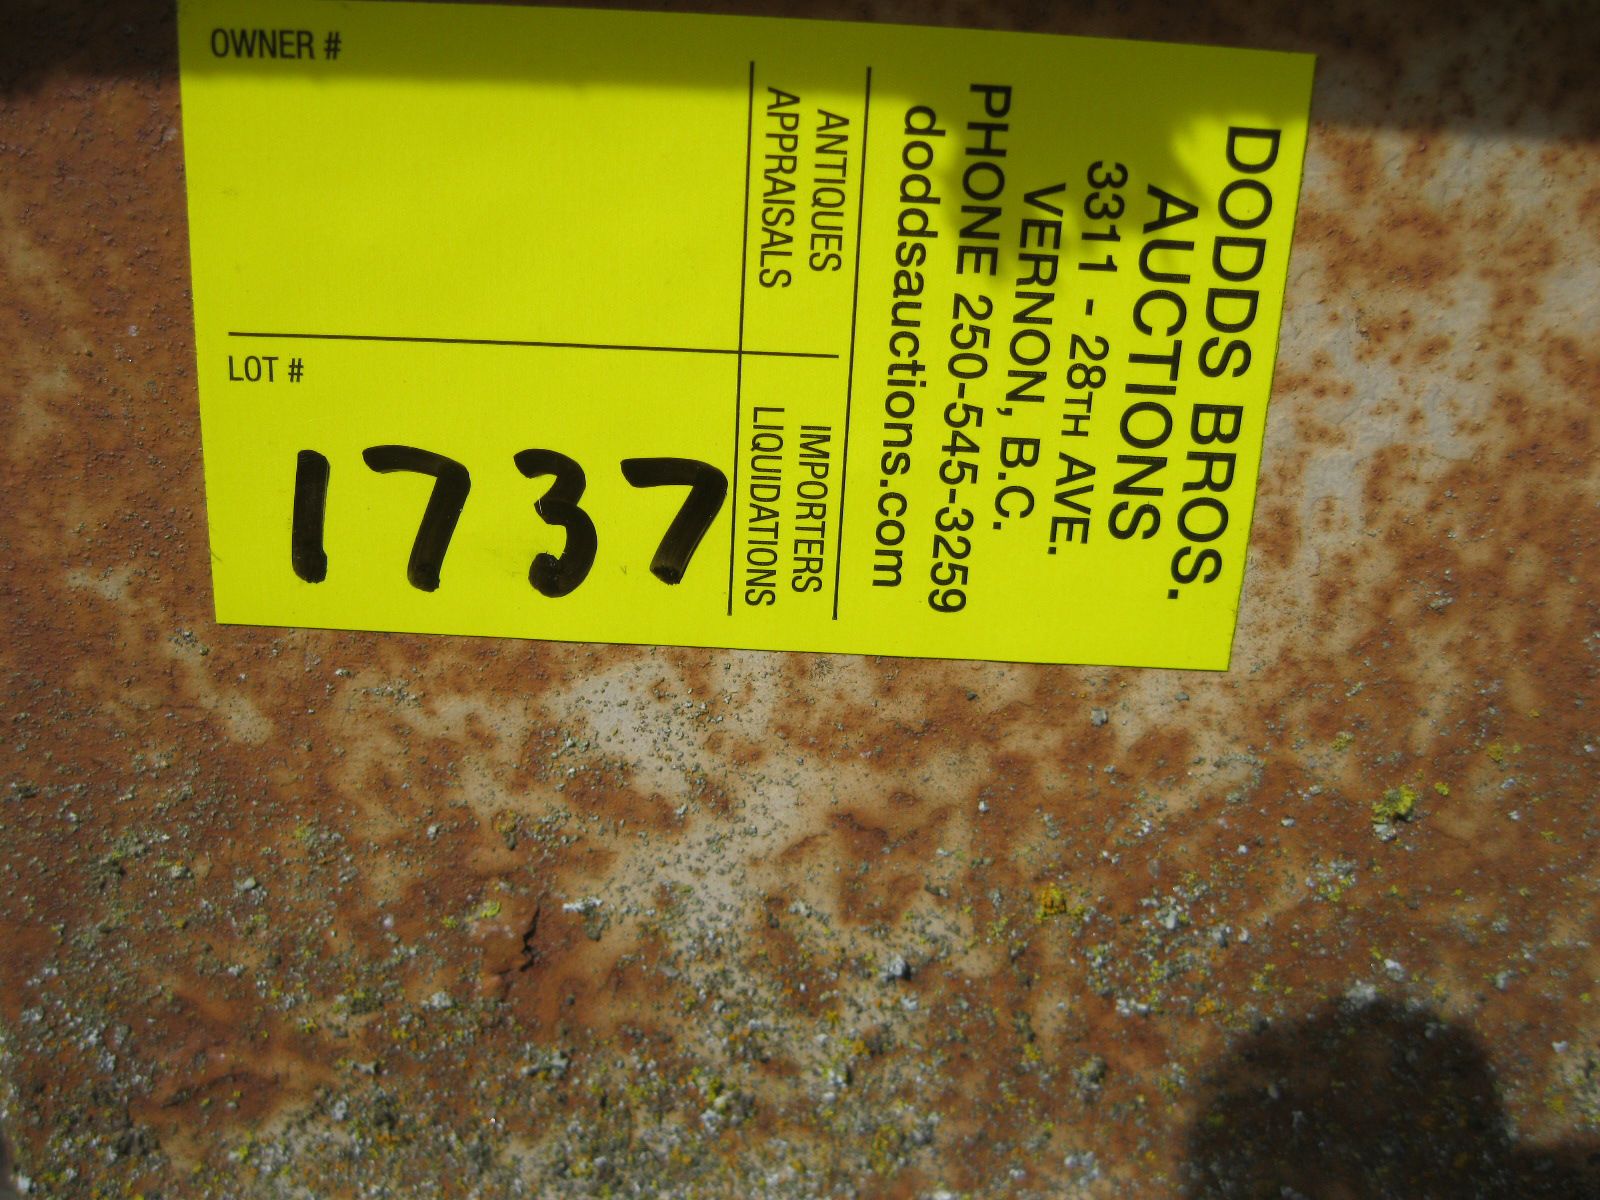 DODDS BROS.
AUCTIONS
3311 - 28TH AVE.
VERNON, B.C.
PHONE 250-545-3259
doddsauctions.com
ANTIQUES
APPRAISALS
IMPORTERS
LIQUIDATIONS
OWNER #
LOT #
1737